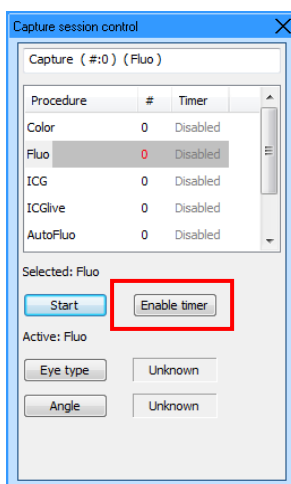 Capture session control
Capture ( #:0 ) ( Fluo )
Procedure # Timer
Color 0 Disabled
Fluo 0 Disabled
ICG 0 Disabled
ICGlive 0 Disabled
AutoFluo 0 Disabled
Selected: Fluo
Start Enable timer
Active: Fluo
Eye type Unknown
Angle Unknown